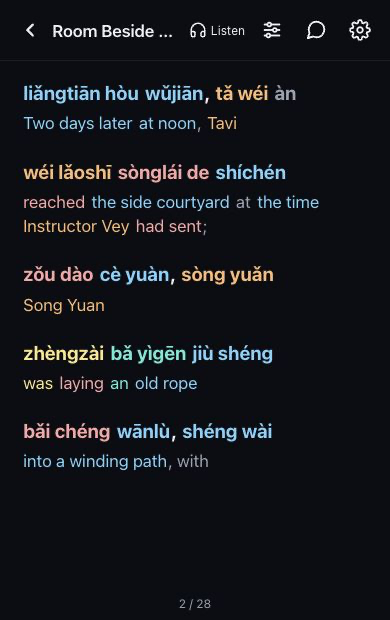 Room Beside ...
Listen
liǎngtiān hòu wǔjiān, tǎ wéi àn
Two days later at noon, Tavi
wéi lǎoshī sònglái de shíchén
reached the side courtyard at the time
Instructor Vey had sent;
zǒu dào cè yuàn, sòng yuǎn
Song Yuan
zhèngzài bǎ yìgēn jiù shéng
was laying an old rope
bǎi chéng wānlù, shéng wài
into a winding path, with
2 / 28